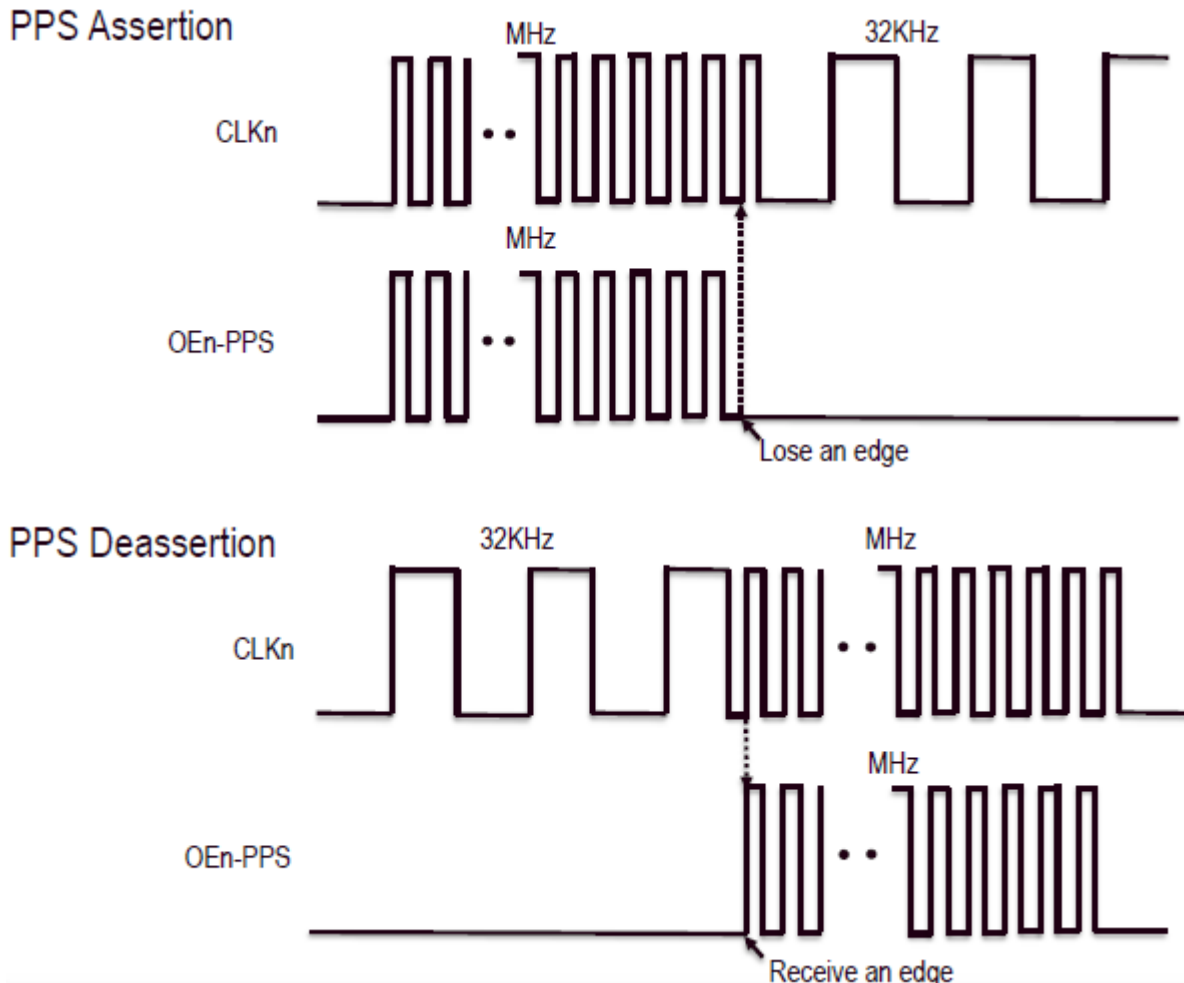 PPS Assertion
MHz
32KHz
CLKn
MHz
OEn-PPS
Lose an edge
PPS Deassertion
32KHz
MHz
CLKn
MHz
OEn-PPS
Receive an edge